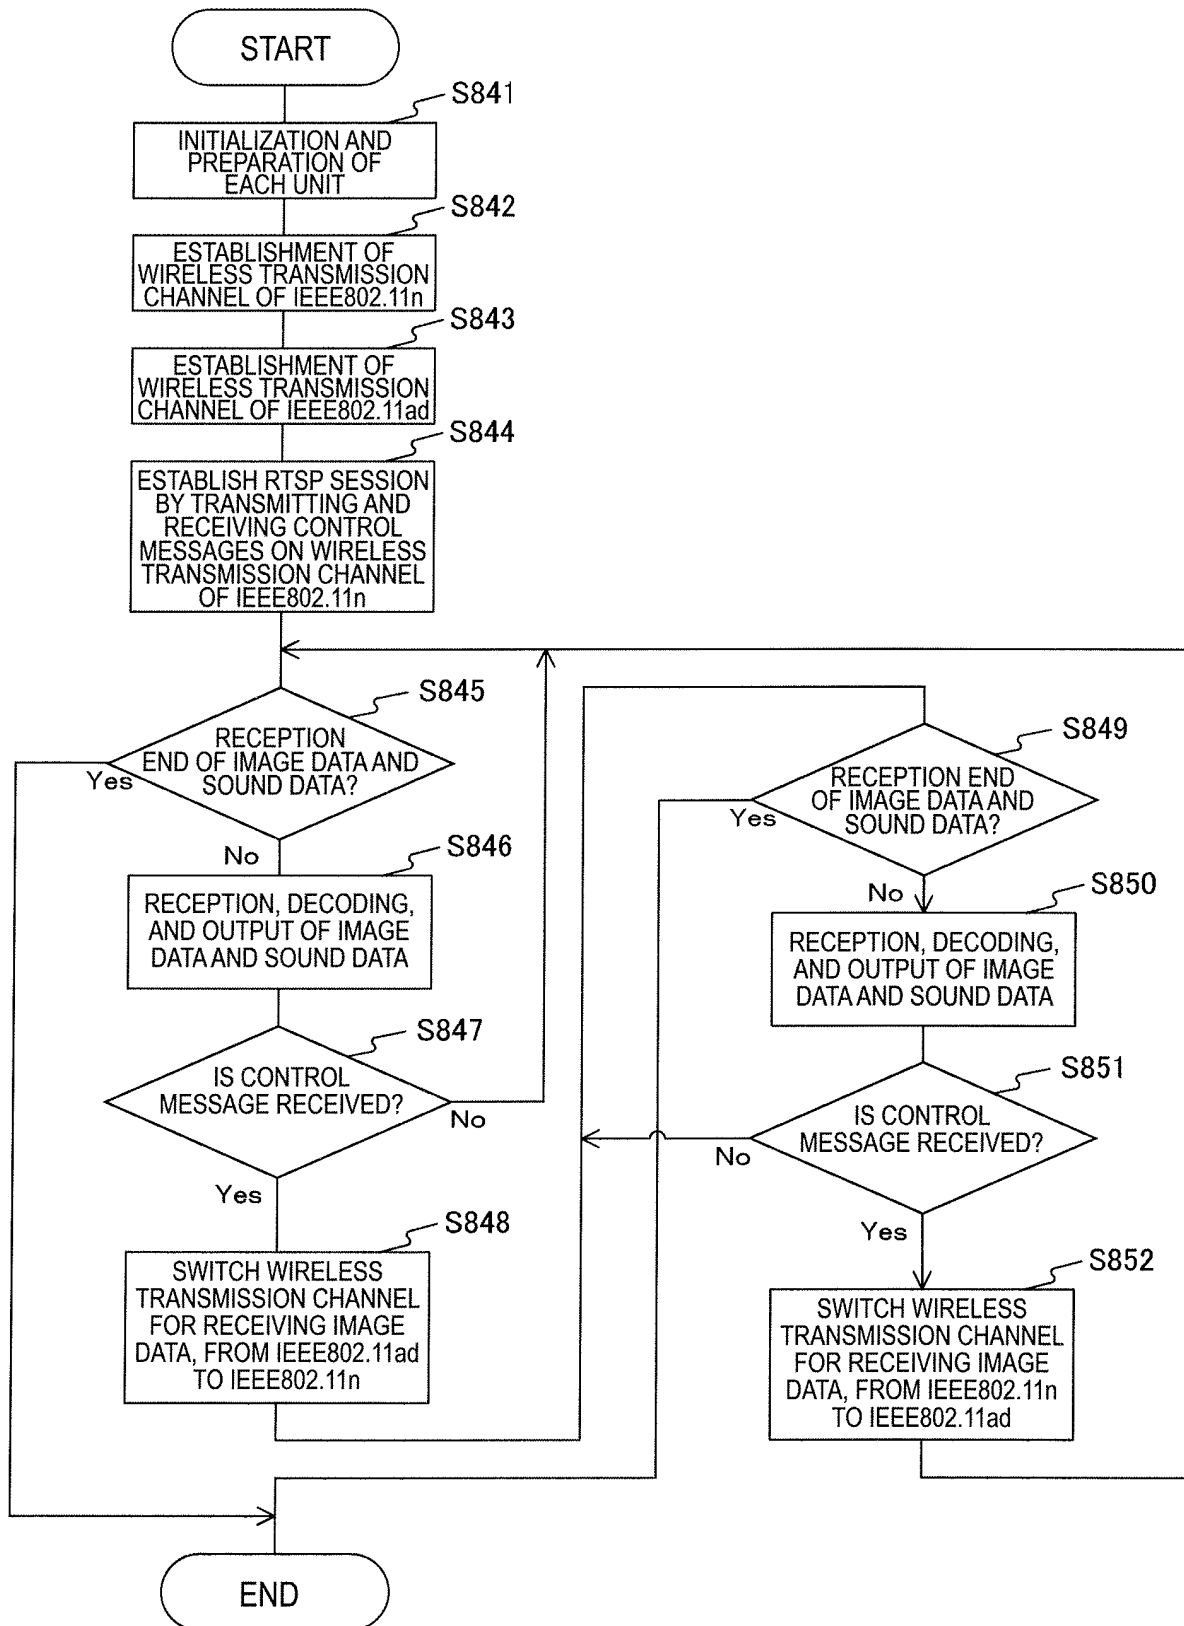 START
S841
INITIALIZATION AND
PREPARATION OF
EACH UNIT
S842
ESTABLISHMENT OF
WIRELESS TRANSMISSION
CHANNEL OF IEEE802.11n
S843
ESTABLISHMENT OF
WIRELESS TRANSMISSION
CHANNEL OF IEEE802.11ad
S844
ESTABLISH RTSP SESSION
BY TRANSMITTING AND
RECEIVING CONTROL
MESSAGES ON WIRELESS
TRANSMISSION CHANNEL
OF IEEE802.11n
S845
RECEPTION
END OF IMAGE DATA AND
SOUND DATA?
Yes
No
S846
RECEPTION, DECODING,
AND OUTPUT OF IMAGE
DATA AND SOUND DATA
S847
IS CONTROL
MESSAGE RECEIVED?
No
Yes
S848
SWITCH WIRELESS
TRANSMISSION CHANNEL
FOR RECEIVING IMAGE
DATA, FROM IEEE802.11ad
TO IEEE802.11n
S849
RECEPTION END
OF IMAGE DATA AND
SOUND DATA?
Yes
No
S850
RECEPTION, DECODING,
AND OUTPUT OF IMAGE
DATA AND SOUND DATA
S851
IS CONTROL
MESSAGE RECEIVED?
No
Yes
S852
SWITCH WIRELESS
TRANSMISSION CHANNEL
FOR RECEIVING IMAGE
DATA, FROM IEEE802.11n
TO IEEE802.11ad
END